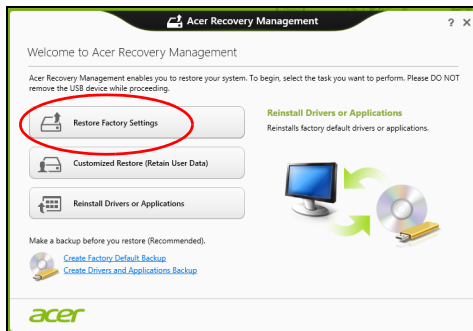 Acer Recovery Management
? X
Welcome to Acer Recovery Management
Acer Recovery Management enables you to restore your system. To begin, select the task you want to perform. Please DO NOT
remove the USB device while proceeding.
Restore Factory Settings
Customized Restore (Retain User Data)
Reinstall Drivers or Applications
Reinstall Drivers or Applications
Reinstalls factory default drivers or applications.
Make a backup before you restore (Recommended).
Create Factory Default Backup
Create Drivers and Applications Backup
acer